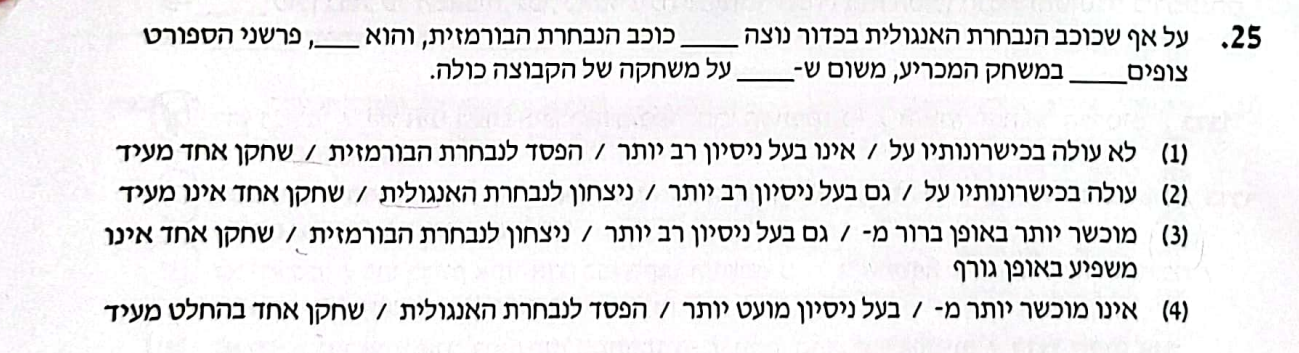 25. על אף שכוכב הנבחרת האנגולית בכדור נוצה ____ כוכב הנבחרת הבורמזית, והוא ____, פרשני הספורט
צופים ____ במשחק המכריע, משום ש-____ על משחקה של הקבוצה כולה.
(1) לא עולה בכישרונותיו על / אינו בעל ניסיון רב יותר / הפסד לנבחרת הבורמזית / שחקן אחד מעיד
(2) עולה בכישרונותיו על / גם בעל ניסיון רב יותר / ניצחון לנבחרת האנגולית / שחקן אחד אינו מעיד
(3) מוכשר יותר באופן ברור מ- / גם בעל ניסיון רב יותר / ניצחון לנבחרת הבורמזית / שחקן אחד אינו
משפיע באופן גורף
(4) אינו מוכשר יותר מ- / בעל ניסיון מועט יותר / הפסד לנבחרת האנגולית / שחקן אחד בהחלט מעיד